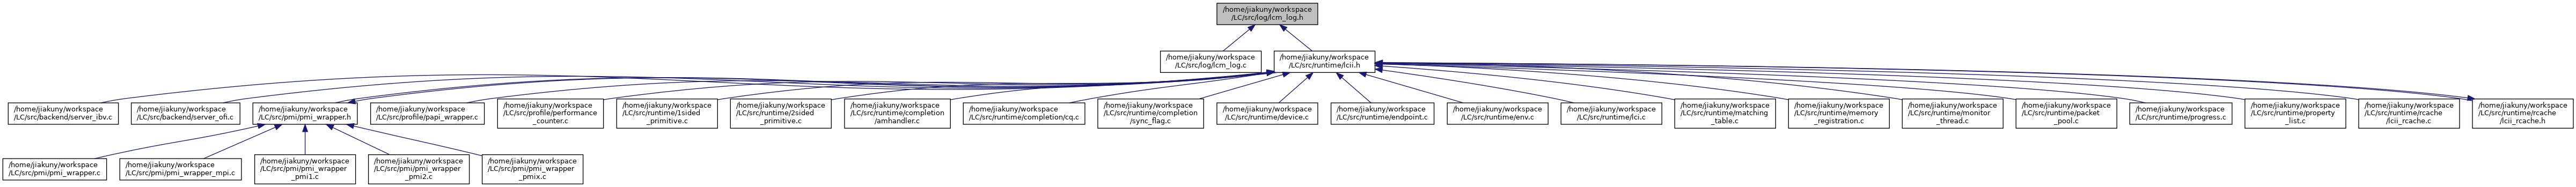 /home/jiakuny/workspace
/LC/src/log/lcm_log.h
/home/jiakuny/workspace
/LC/src/log/lcm_log.c
/home/jiakuny/workspace
/LC/src/runtime/lcii.h
/home/jiakuny/workspace
/LC/src/backend/server_ibv.c
/home/jiakuny/workspace
/LC/src/backend/server_ofi.c
/home/jiakuny/workspace
/LC/src/pmi/pmi_wrapper.h
/home/jiakuny/workspace
/LC/src/profile/papi_wrapper.c
/home/jiakuny/workspace
/LC/src/profile/performance
_counter.c
/home/jiakuny/workspace
/LC/src/runtime/1sided
_primitive.c
/home/jiakuny/workspace
/LC/src/runtime/2sided
_primitive.c
/home/jiakuny/workspace
/LC/src/runtime/completion
/amhandler.c
/home/jiakuny/workspace
/LC/src/runtime/completion/cq.c
/home/jiakuny/workspace
/LC/src/runtime/completion
/sync_flag.c
/home/jiakuny/workspace
/LC/src/runtime/device.c
/home/jiakuny/workspace
/LC/src/runtime/endpoint.c
/home/jiakuny/workspace
/LC/src/runtime/env.c
/home/jiakuny/workspace
/LC/src/runtime/lci.c
/home/jiakuny/workspace
/LC/src/runtime/matching
_table.c
/home/jiakuny/workspace
/LC/src/runtime/memory
_registration.c
/home/jiakuny/workspace
/LC/src/runtime/monitor
_thread.c
/home/jiakuny/workspace
/LC/src/runtime/packet
_pool.c
/home/jiakuny/workspace
/LC/src/runtime/progress.c
/home/jiakuny/workspace
/LC/src/runtime/property
_list.c
/home/jiakuny/workspace
/LC/src/runtime/rcache
/lcii_rcache.c
/home/jiakuny/workspace
/LC/src/runtime/rcache
/lcii_rcache.h
/home/jiakuny/workspace
/LC/src/pmi/pmi_wrapper.c
/home/jiakuny/workspace
/LC/src/pmi/pmi_wrapper_mpi.c
/home/jiakuny/workspace
/LC/src/pmi/pmi_wrapper
_pmi1.c
/home/jiakuny/workspace
/LC/src/pmi/pmi_wrapper
_pmi2.c
/home/jiakuny/workspace
/LC/src/pmi/pmi_wrapper
_pmix.c